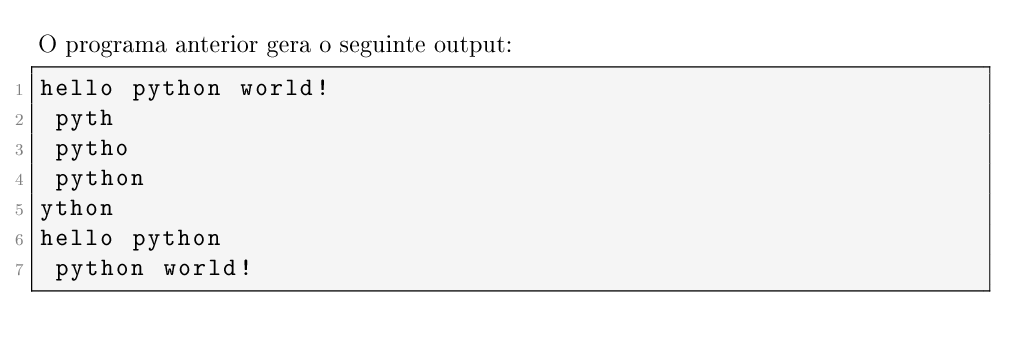 O programa anterior gera o seguinte output:
1 hello python world!
2  pyth
3  pytho
4  python
5 ython
6 hello python
7  python world!